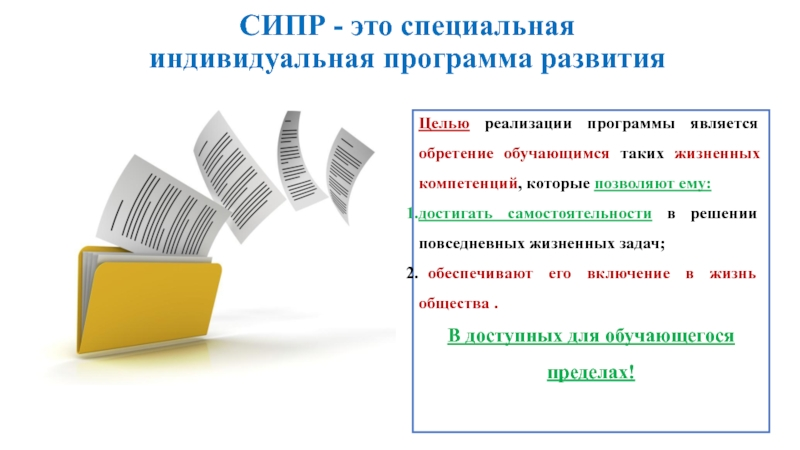 СИПР - это специальная
индивидуальная программа развития
Целью реализации программы является
обретение обучающимся таких жизненных
компетенций, которые позволяют ему:
1.достигать самостоятельности в решении
повседневных жизненных задач;
2. обеспечивают его включение в жизнь
общества .
В доступных для обучающегося
пределах!